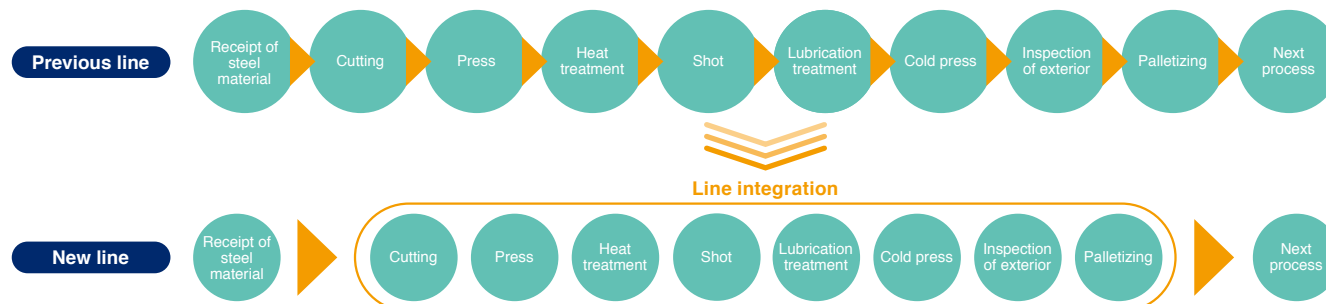 Previous line
Receipt of
steel
material
Cutting
Press
Heat
treatment
Shot
Lubrication
treatment
Cold press
Inspection
of exterior
Palletizing
Next
process
Line integration
New line
Receipt of
steel
material
Cutting
Press
Heat
treatment
Shot
Lubrication
treatment
Cold press
Inspection
of exterior
Palletizing
Next
process